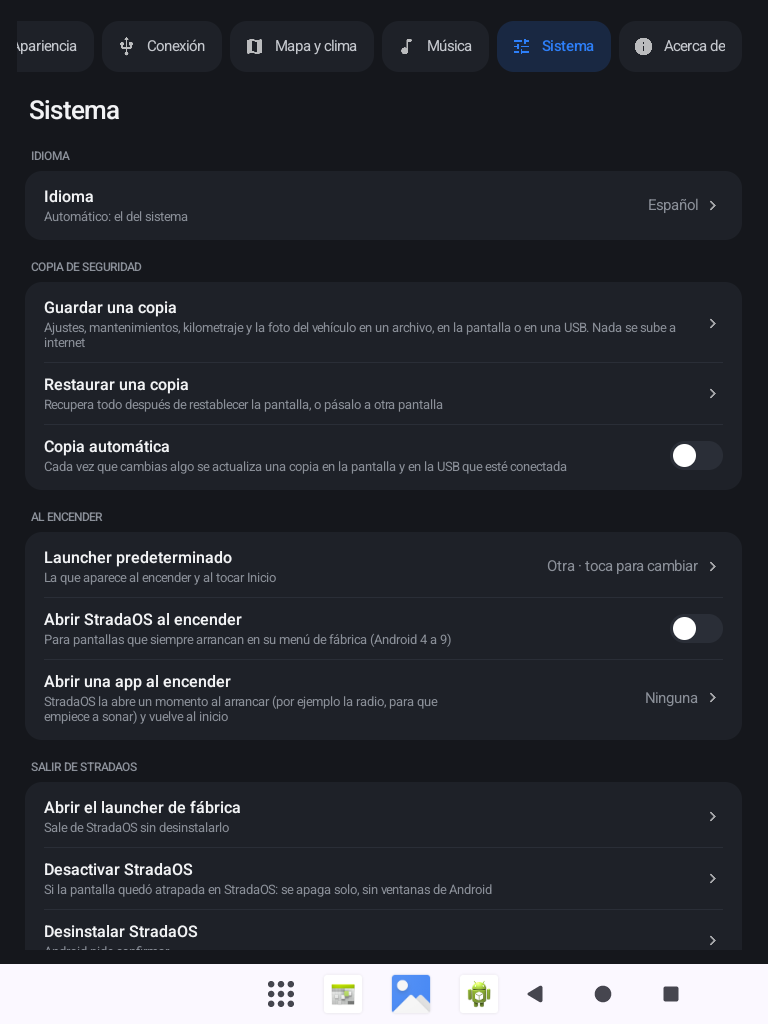 Apariencia
Conexión
Mapa y clima
Música
Sistema
Acerca de
Sistema
IDIOMA
Idioma
Automático: el del sistema
Español
COPIA DE SEGURIDAD
Guardar una copia
Ajustes, mantenimientos, kilometraje y la foto del vehículo en un archivo, en la pantalla o en una USB. Nada se sube a
internet
Restaurar una copia
Recupera todo después de restablecer la pantalla, o pásalo a otra pantalla
Copia automática
Cada vez que cambias algo se actualiza una copia en la pantalla y en la USB que esté conectada
AL ENCENDER
Launcher predeterminado
La que aparece al encender y al tocar Inicio
Otra · toca para cambiar
Abrir StradaOS al encender
Para pantallas que siempre arrancan en su menú de fábrica (Android 4 a 9)
Abrir una app al encender
StradaOS la abre un momento al arrancar (por ejemplo la radio, para que
empiece a sonar) y vuelve al inicio
Ninguna
SALIR DE STRADAOS
Abrir el launcher de fábrica
Sale de StradaOS sin desinstalarlo
Desactivar StradaOS
Si la pantalla quedó atrapada en StradaOS: se apaga solo, sin ventanas de Android
Desinstalar StradaOS
Android pide confirmar